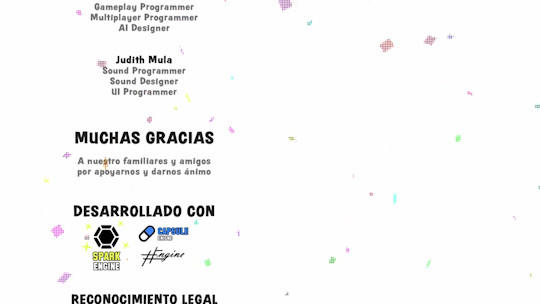 Gameplay Programmer
Multiplayer Programmer
AI Designer
Judith Mula
Sound Programmer
Sound Designer
UI Programmer
MUCHAS GRACIAS
A nuestro familiares y amigos
por apoyarnos y darnos ánimo
DESARROLLADO CON
SPARK
ENGINE
CAPSULE
ENGINE
#ngine
RECONOCIMIENTO LEGAL